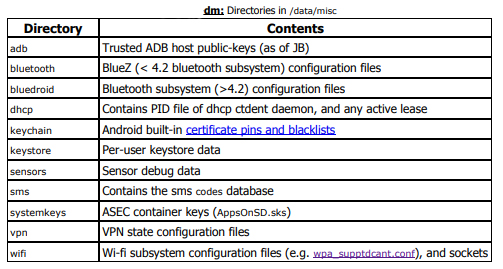 dm: Directories in /data/misc
Directory Contents
adb Trusted ADB host public-keys (as of JB)
bluetooth BlueZ (< 4.2 bluetooth subsystem) configuration files
bluedroid Bluetooth subsystem (>4.2) configuration files
dhcp Contains PID file of dhcp ctdent daemon, and any active lease
keychain Android built-in certificate pins and blacklists
keystore Per-user keystore data
sensors Sensor debug data
sms Contains the sms codes database
systemkeys ASEC container keys (AppsOnSD.sks)
vpn VPN state configuration files
wifi Wi-fi subsystem configuration files (e.g. wpa_supptdcant.conf), and sockets